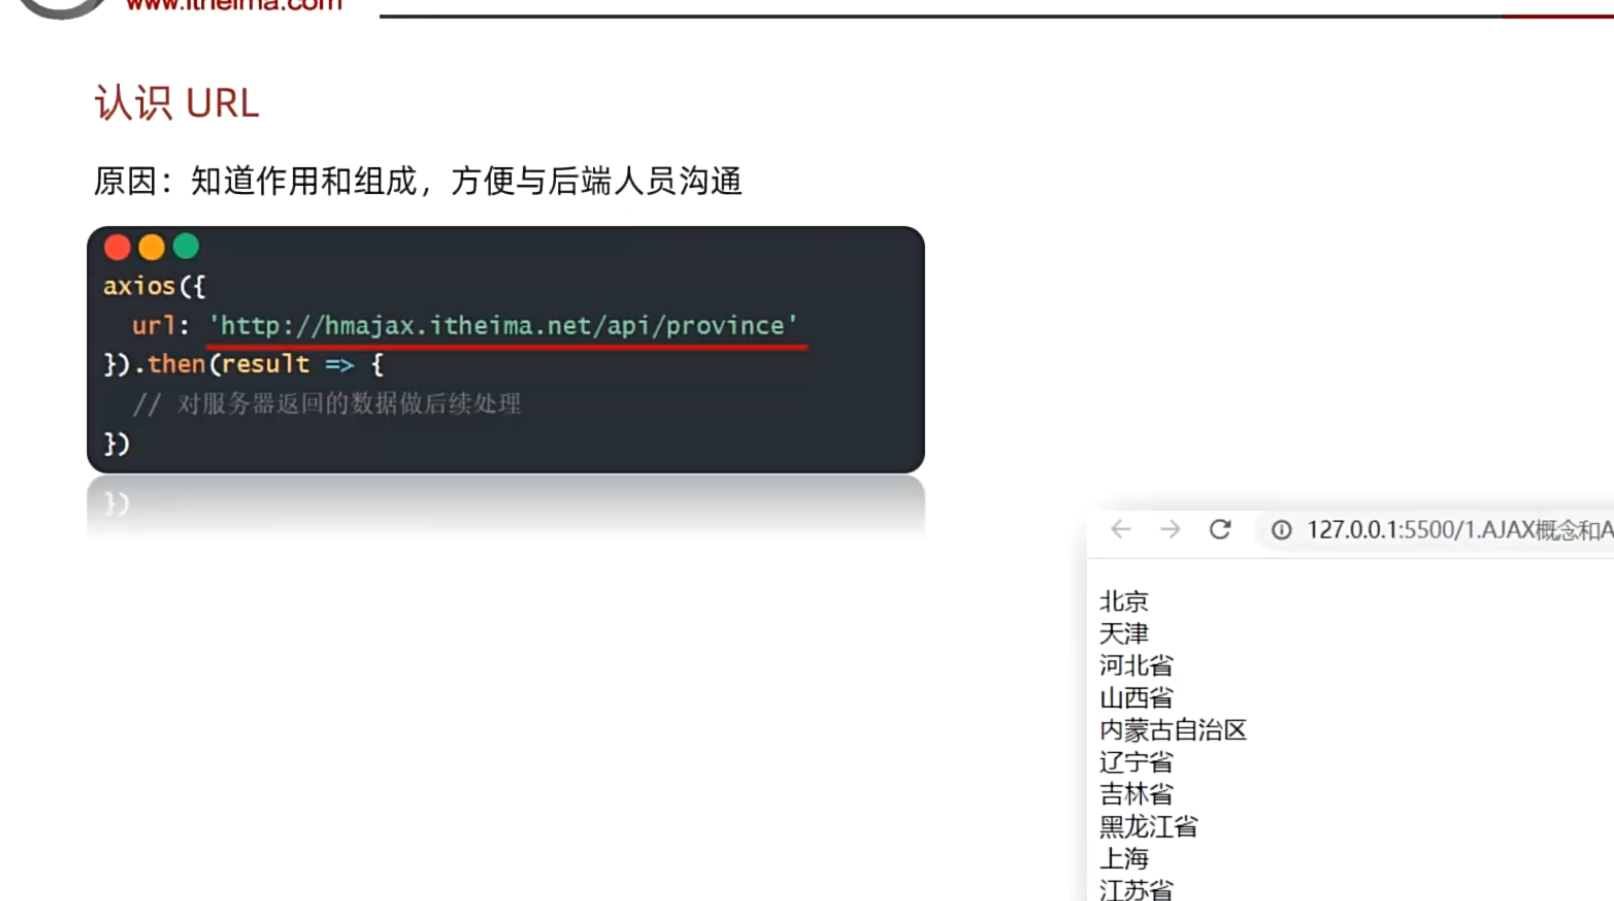 www.itheima.com
认识 URL
原因：知道作用和组成，方便与后端人员沟通
axios({
url: 'http://hmajax.itheima.net/api/province'
}).then(result => {
// 对服务器返回的数据做后续处理
})
})
127.0.0.1:5500/1.AJAX概念和A
北京
天津
河北省
山西省
内蒙古自治区
辽宁省
吉林省
黑龙江省
上海
江苏省